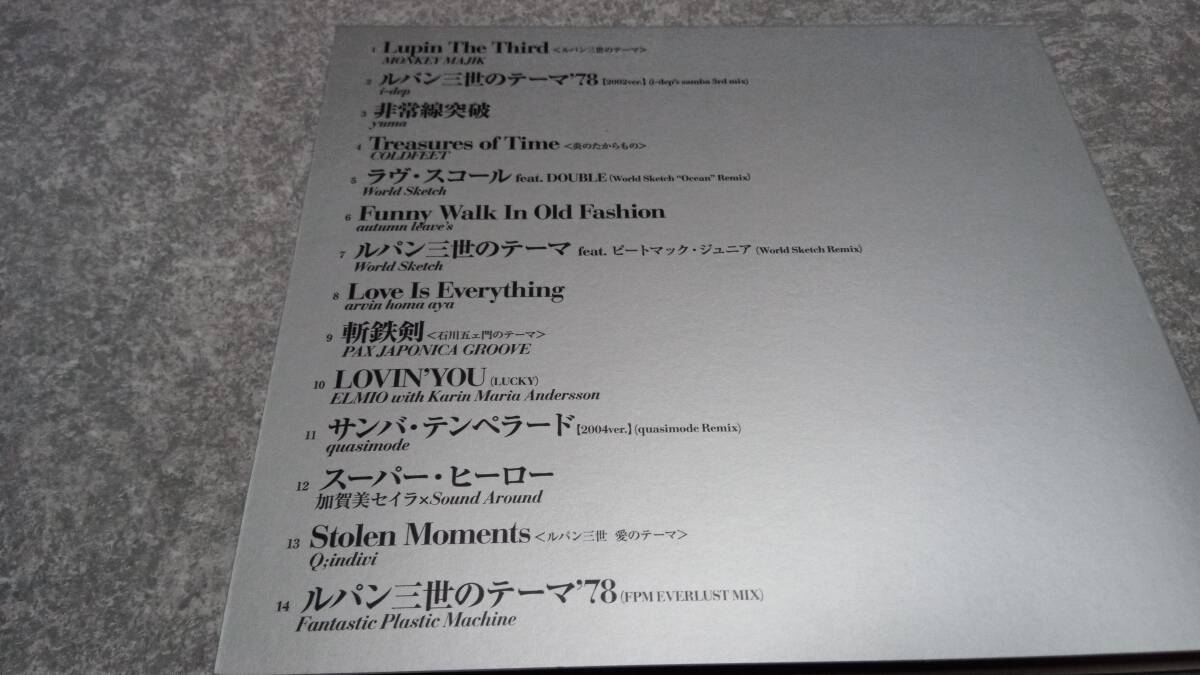 1 Lupin The Third <ルパン三世のテーマ>
MONKEY MAJIK
2 ルパン三世のテーマ'78【2002ver.】(i-dep's samba 3rd mix)
i-dep
3 非常線突破
yuma
4 Treasures of Time <炎のたからもの>
COLDFEET
5 ラヴ・スコール feat. DOUBLE (World Sketch “Ocean” Remix)
World Sketch
6 Funny Walk In Old Fashion
autumn leave's
7 ルパン三世のテーマ feat. ピートマック・ジュニア (World Sketch Remix)
World Sketch
8 Love Is Everything
arvin homa aya
9 斬鉄剣 <石川五ェ門のテーマ>
PAX JAPONICA GROOVE
10 LOVIN'YOU (LUCKY)
ELMIO with Karin Maria Andersson
11 サンバ・テンペラード【2004ver.】(quasimode Remix)
quasimode
12 スーパー・ヒーロー
加賀美セイラ×Sound Around
13 Stolen Moments <ルパン三世 愛のテーマ>
Q;indivi
14 ルパン三世のテーマ'78 (FPM EVERLUST MIX)
Fantastic Plastic Machine